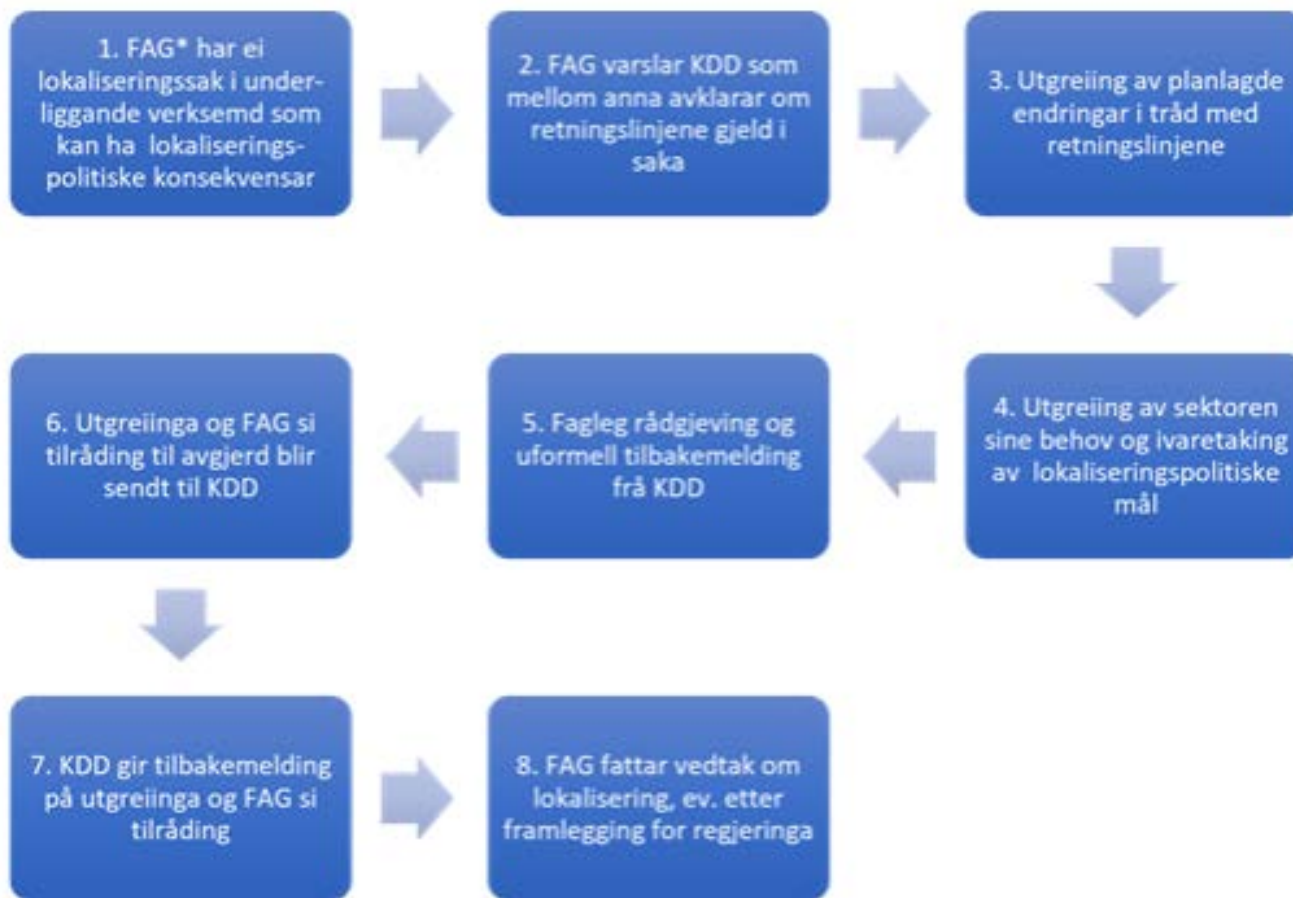 1. FAG* har ei
lokaliseringssak i under-
liggande verksemd som
kan ha lokaliserings-
politiske konsekvensar
2. FAG varslar KDD som
mellom anna avklarar om
retningslinjene gjeld i
saka
3. Utgreiing av planlagde
endringar i tråd med
retningslinjene
4. Utgreiing av sektoren
sine behov og ivaretaking
av lokaliseringspolitiske
mål
5. Fagleg rådgjeving og
uformell tilbakemelding
frå KDD
6. Utgreiinga og FAG si
tilråding til avgjerd blir
sendt til KDD
7. KDD gir tilbakemelding
på utgreiinga og FAG si
tilråding
8. FAG fattar vedtak om
lokalisering, ev. etter
framlegging for regjeringa